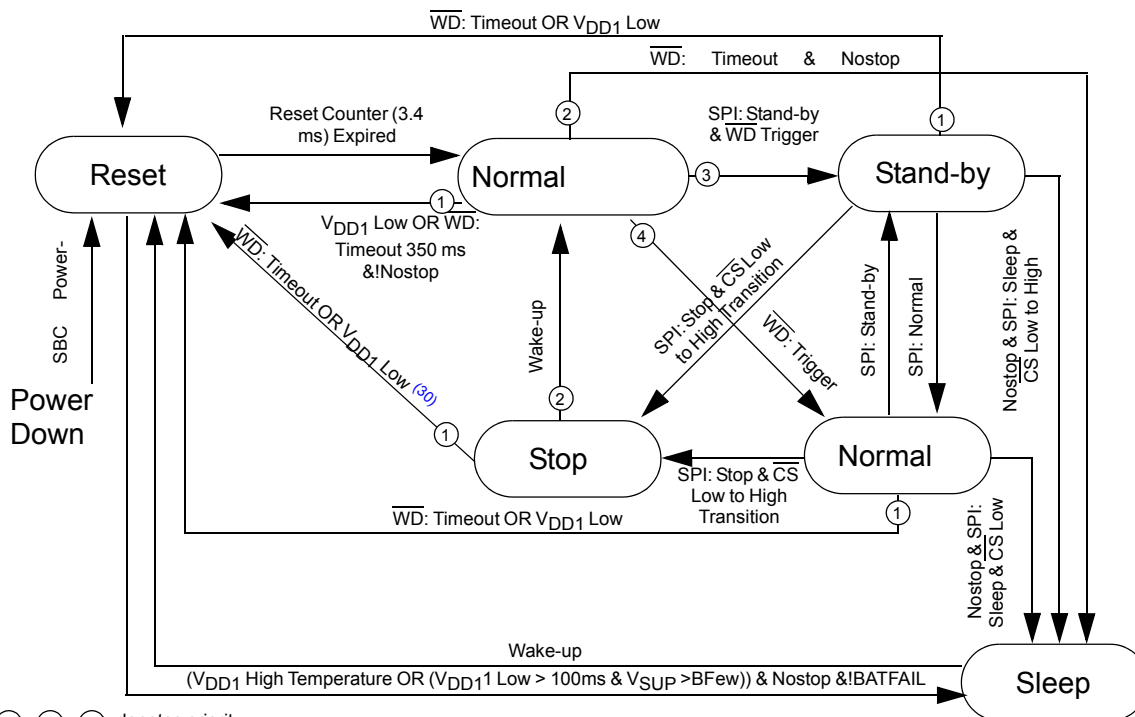 WD: Timeout OR VDD1 Low
WD: Timeout & Nostop
Reset Counter (3.4
ms) Expired
SPI: Stand-by
& WD Trigger
2
1
Reset
Normal
3
Stand-by
1
4
VDD1 Low OR WD:
Timeout 350 ms
&!Nostop
SBC Power-
Power
Down
WD: Timeout OR VDD1 Low (30)
1
Wake-up
2
SPI: Stop & CS Low
to High Transition
WD: Trigger
SPI: Stand-by
SPI: Normal
Nostop & SPI: Sleep &
CS Low to High
Stop
Normal
SPI: Stop & CS
Low to High
Transition
1
WD: Timeout OR VDD1 Low
Nostop & SPI:
Sleep & CS Low
Wake-up
(VDD1 High Temperature OR (VDD11 Low > 100ms & VSUP >BFew)) & Nostop &!BATFAIL
Sleep